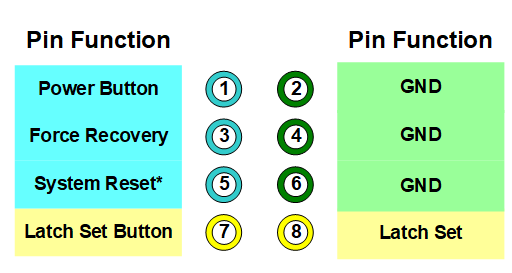 Pin Function Pin Function
Power Button 1 2 GND
Force Recovery 3 4 GND
System Reset* 5 6 GND
Latch Set Button 7 8 Latch Set